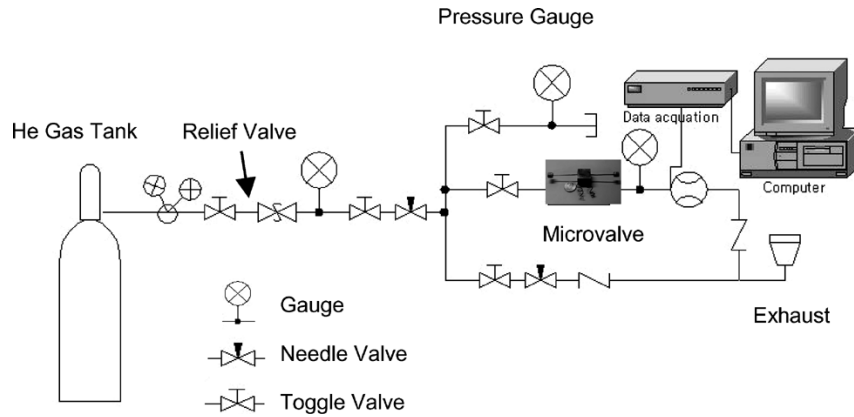 Pressure Gauge
He Gas Tank
Relief Valve
Data acquation
Computer
Microvalve
Exhaust
Gauge
Needle Valve
Toggle Valve